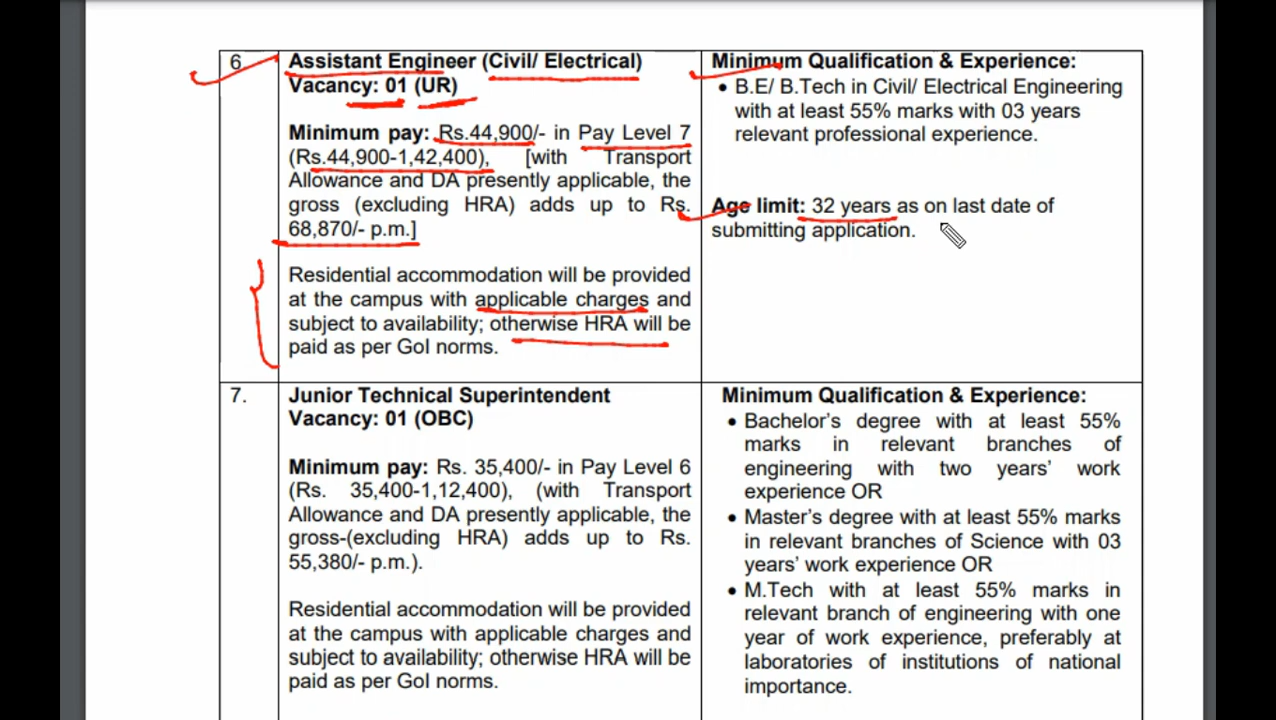 6
Assistant Engineer (Civil/ Electrical)
Vacancy: 01 (UR)
Minimum pay: Rs.44,900/- in Pay Level 7
(Rs.44,900-1,42,400), [with Transport
Allowance and DA presently applicable, the
gross (excluding HRA) adds up to Rs.
68,870/- p.m.]
Residential accommodation will be provided
at the campus with applicable charges and
subject to availability; otherwise HRA will be
paid as per GoI norms.
Minimum Qualification & Experience:
• B.E/ B.Tech in Civil/ Electrical Engineering
with at least 55% marks with 03 years
relevant professional experience.
Age limit: 32 years as on last date of
submitting application.
7.
Junior Technical Superintendent
Vacancy: 01 (OBC)
Minimum pay: Rs. 35,400/- in Pay Level 6
(Rs. 35,400-1,12,400), (with Transport
Allowance and DA presently applicable, the
gross-(excluding HRA) adds up to Rs.
55,380/- p.m.).
Residential accommodation will be provided
at the campus with applicable charges and
subject to availability; otherwise HRA will be
paid as per GoI norms.
Minimum Qualification & Experience:
• Bachelor’s degree with at least 55%
marks in relevant branches of
engineering with two years’ work
experience OR
• Master’s degree with at least 55% marks
in relevant branches of Science with 03
years’ work experience OR
• M.Tech with at least 55% marks in
relevant branch of engineering with one
year of work experience, preferably at
laboratories of institutions of national
importance.